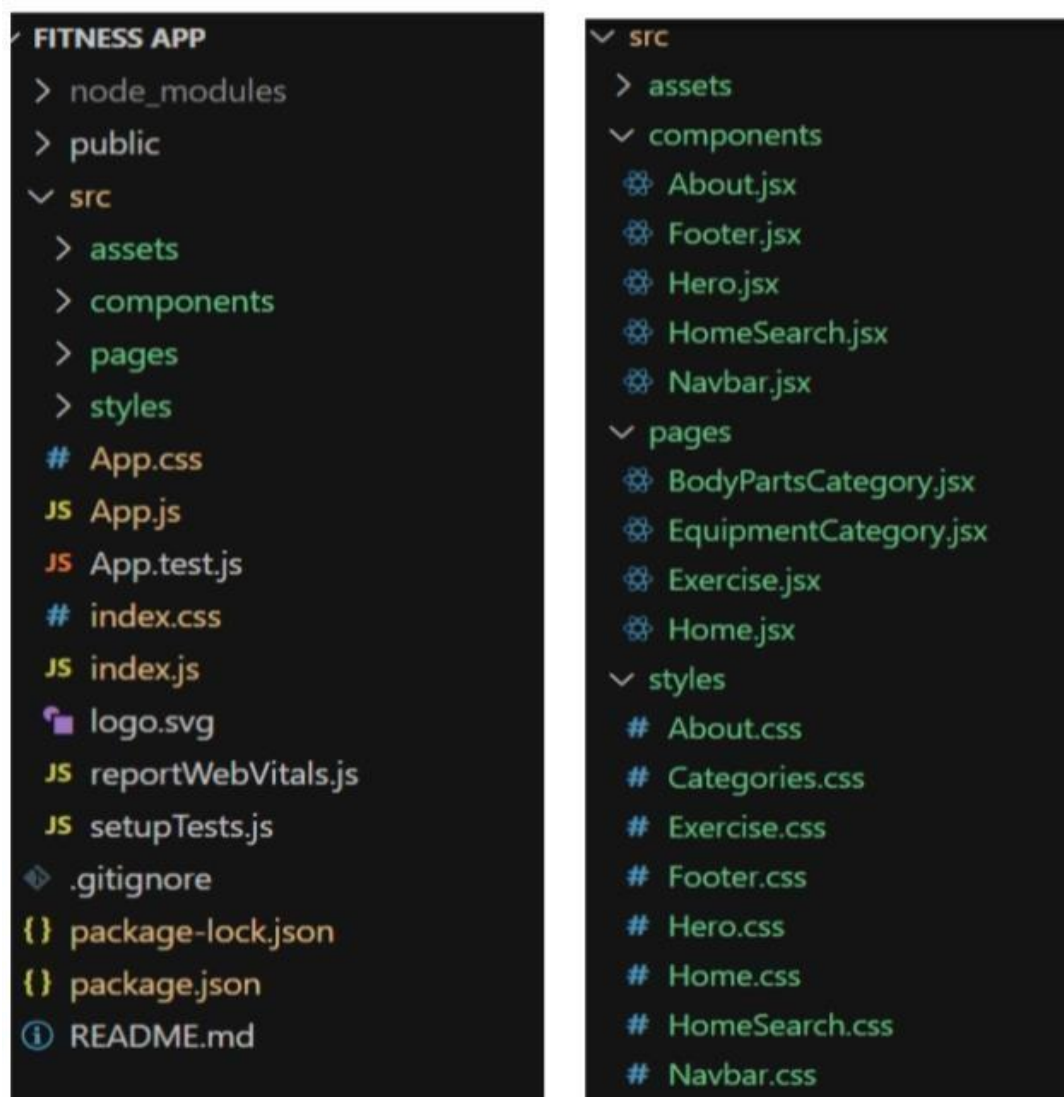 FITNESS APP
node_modules
public
src
assets
components
pages
styles
# App.css
JS App.js
JS App.test.js
# index.css
JS index.js
logo.svg
JS reportWebVitals.js
JS setupTests.js
.gitignore
{} package-lock.json
{} package.json
README.md
src
assets
components
About.jsx
Footer.jsx
Hero.jsx
HomeSearch.jsx
Navbar.jsx
pages
BodyPartsCategory.jsx
EquipmentCategory.jsx
Exercise.jsx
Home.jsx
styles
# About.css
# Categories.css
# Exercise.css
# Footer.css
# Hero.css
# Home.css
# HomeSearch.css
# Navbar.css